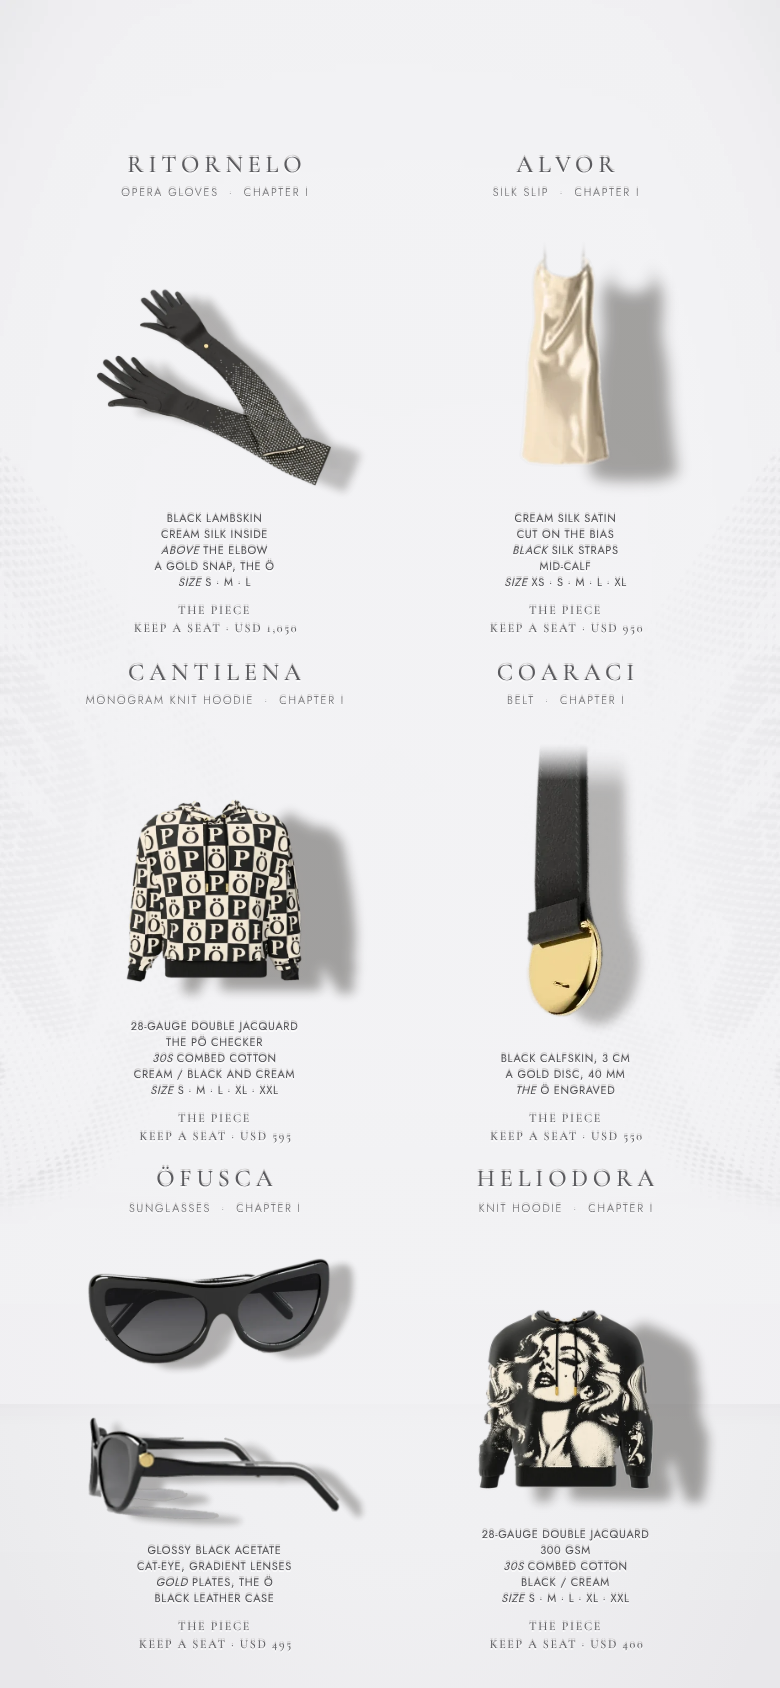 RITORNELO
OPERA GLOVES · CHAPTER I
BLACK LAMBSKIN
CREAM SILK INSIDE
ABOVE THE ELBOW
A GOLD SNAP, THE Ö
SIZE S · M · L
THE PIECE
KEEP A SEAT · USD 1,050
ALVOR
SILK SLIP · CHAPTER I
CREAM SILK SATIN
CUT ON THE BIAS
BLACK SILK STRAPS
MID-CALF
SIZE XS · S · M · L · XL
THE PIECE
KEEP A SEAT · USD 950
CANTILENA
MONOGRAM KNIT HOODIE · CHAPTER I
28-GAUGE DOUBLE JACQUARD
THE PÖ CHECKER
30S COMBED COTTON
CREAM / BLACK AND CREAM
SIZE S · M · L · XL · XXL
THE PIECE
KEEP A SEAT · USD 595
COARACI
BELT · CHAPTER I
BLACK CALFSKIN, 3 CM
A GOLD DISC, 40 MM
THE Ö ENGRAVED
THE PIECE
KEEP A SEAT · USD 550
ÖFUSCA
SUNGLASSES · CHAPTER I
GLOSSY BLACK ACETATE
CAT-EYE, GRADIENT LENSES
GOLD PLATES, THE Ö
BLACK LEATHER CASE
THE PIECE
KEEP A SEAT · USD 495
HELIODORA
KNIT HOODIE · CHAPTER I
28-GAUGE DOUBLE JACQUARD
300 GSM
30S COMBED COTTON
BLACK / CREAM
SIZE S · M · L · XL · XXL
THE PIECE
KEEP A SEAT · USD 400